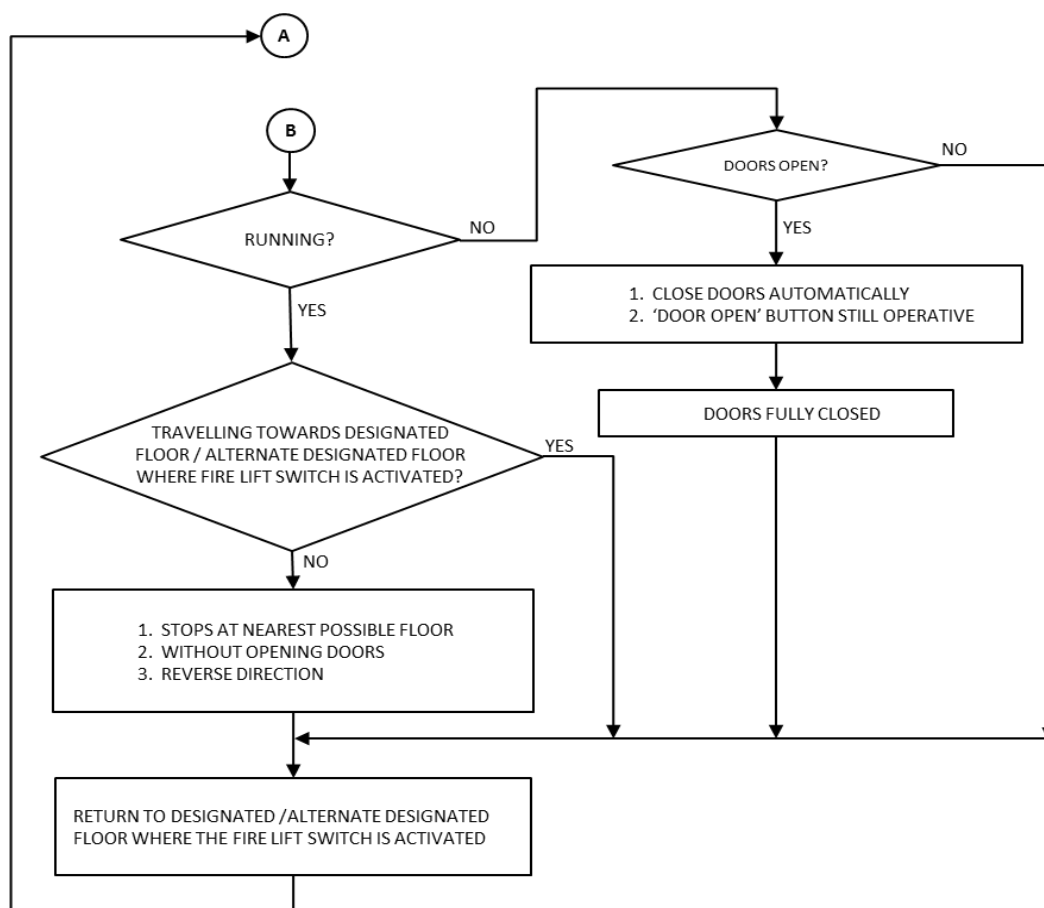 A
B
RUNNING?
NO
YES
DOORS OPEN?
NO
YES
1. CLOSE DOORS AUTOMATICALLY
2. ‘DOOR OPEN’ BUTTON STILL OPERATIVE
DOORS FULLY CLOSED
TRAVELLING TOWARDS DESIGNATED
FLOOR / ALTERNATE DESIGNATED FLOOR
WHERE FIRE LIFT SWITCH IS ACTIVATED?
YES
NO
1. STOPS AT NEAREST POSSIBLE FLOOR
2. WITHOUT OPENING DOORS
3. REVERSE DIRECTION
RETURN TO DESIGNATED /ALTERNATE DESIGNATED
FLOOR WHERE THE FIRE LIFT SWITCH IS ACTIVATED